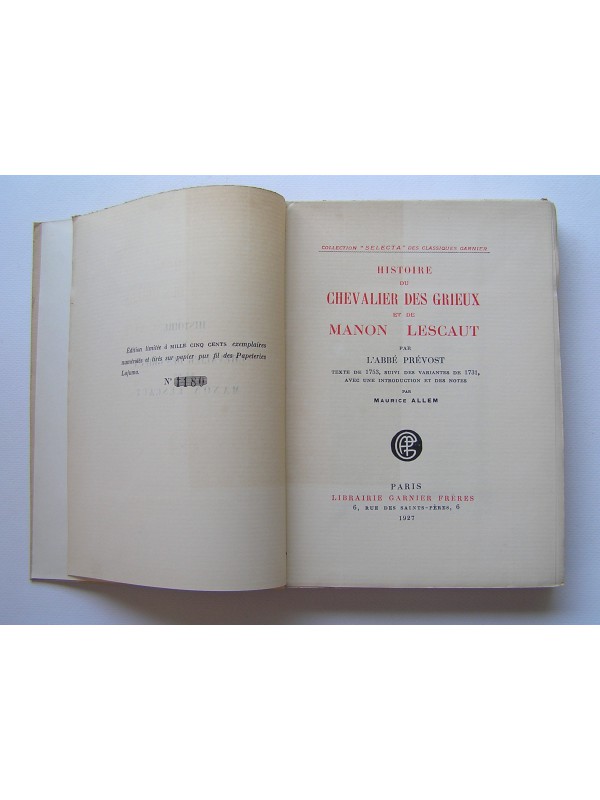 Édition limitée à MILLE CINQ CENTS exemplaires
numérotés et tirés sur papier pur fil des Papeteries
Lafuma.
N° 1180
COLLECTION "SELECTA" DES CLASSIQUES GARNIER
HISTOIRE
DU
CHEVALIER DES GRIEUX
ET DE
MANON LESCAUT
PAR
L'ABBÉ PRÉVOST
TEXTE DE 1753, SUIVI DES VARIANTES DE 1731,
AVEC UNE INTRODUCTION ET DES NOTES
PAR
MAURICE ALLEM
PARIS
LIBRAIRIE GARNIER FRÈRES
6, RUE DES SAINTS-PÈRES, 6
1927